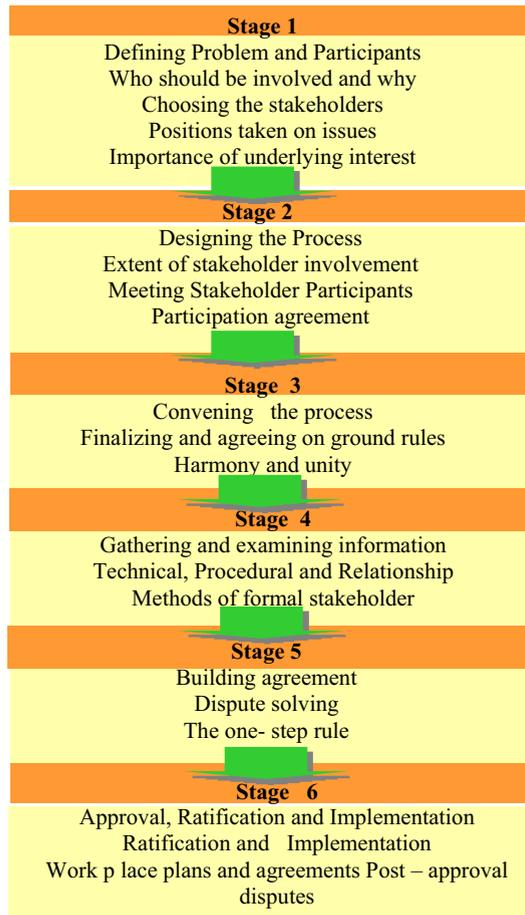 Stage 1
Defining Problem and Participants
Who should be involved and why
Choosing the stakeholders
Positions taken on issues
Importance of underlying interest
Stage 2
Designing the Process
Extent of stakeholder involvement
Meeting Stakeholder Participants
Participation agreement
Stage 3
Convening the process
Finalizing and agreeing on ground rules
Harmony and unity
Stage 4
Gathering and examining information
Technical, Procedural and Relationship
Methods of formal stakeholder
Stage 5
Building agreement
Dispute solving
The one- step rule
Stage 6
Approval, Ratification and Implementation
Ratification and Implementation
Work p lace plans and agreements Post – approval
disputes